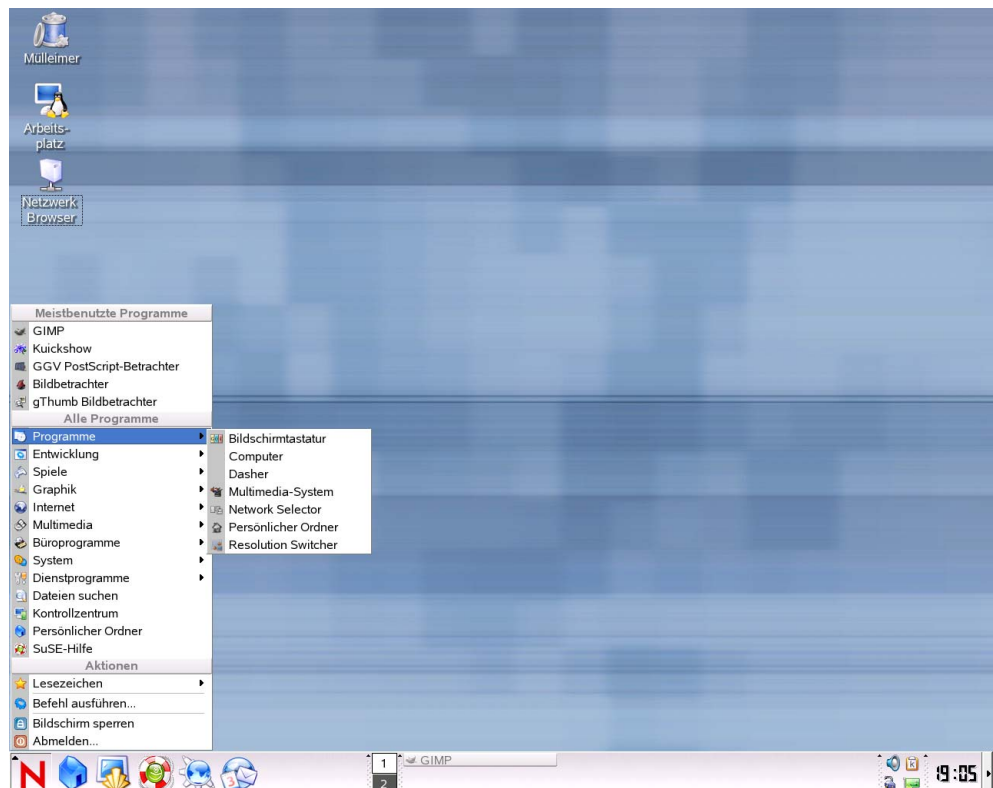 Mülleimer
Arbeits-
platz
Netzwerk
Browser
Meistbenutzte Programme
GIMP
Kuickshow
GGV PostScript-Betrachter
Bildbetrachter
gThumb Bildbetrachter
Alle Programme
Programme
Entwicklung
Spiele
Graphik
Internet
Multimedia
Büroprogramme
System
Dienstprogramme
Dateien suchen
Kontrollzentrum
Persönlicher Ordner
SuSE-Hilfe
Aktionen
Lesezeichen
Befehl ausführen...
Bildschirm sperren
Abmelden...
Bildschirmtastatur
Computer
Dasher
Multimedia-System
Network Selector
Persönlicher Ordner
Resolution Switcher
N
3
1
2
GIMP
19:05